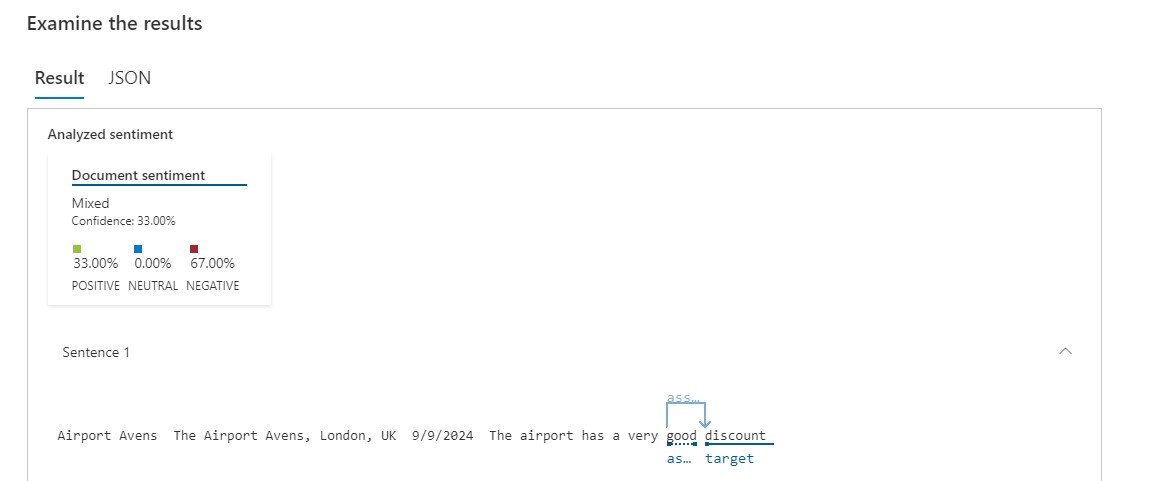 Examine the results
Result JSON
Analyzed sentiment
Document sentiment
Mixed
Confidence: 33.00%
33.00% 0.00% 67.00%
POSITIVE NEUTRAL NEGATIVE
Sentence 1
ass...
Airport Avens The Airport Avens, London, UK 9/9/2024 The airport has a very good discount
as... target